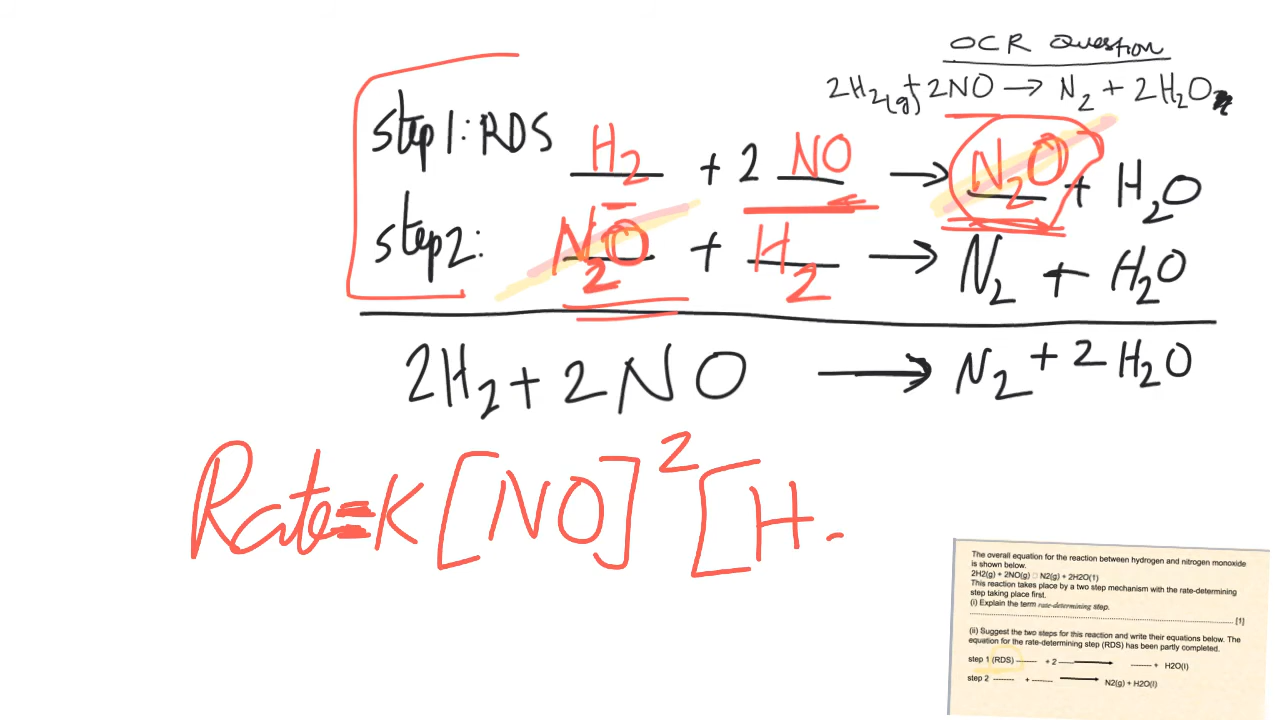 OCR Question
2H2(g) + 2NO → N2 + 2H2O
step 1: RDS H2 + 2 NO → N2O + H2O
step 2: N2O + H2 → N2 + H2O
2H2 + 2NO → N2 + 2H2O
Rate = K [NO]² [H
The overall equation for the reaction between hydrogen and nitrogen monoxide
is shown below.
2H2(g) + 2NO(g) □ N2(g) + 2H2O(1)
This reaction takes place by a two step mechanism with the rate-determining
step taking place first.
(i) Explain the term rate-determining step.
.......................................................................................... [1]
(ii) Suggest the two steps for this reaction and write their equations below. The
equation for the rate-determining step (RDS) has been partly completed.
step 1 (RDS) ------- + 2 ------ → ------- + H2O(l)
step 2 -------- + -------- → N2(g) + H2O(l)